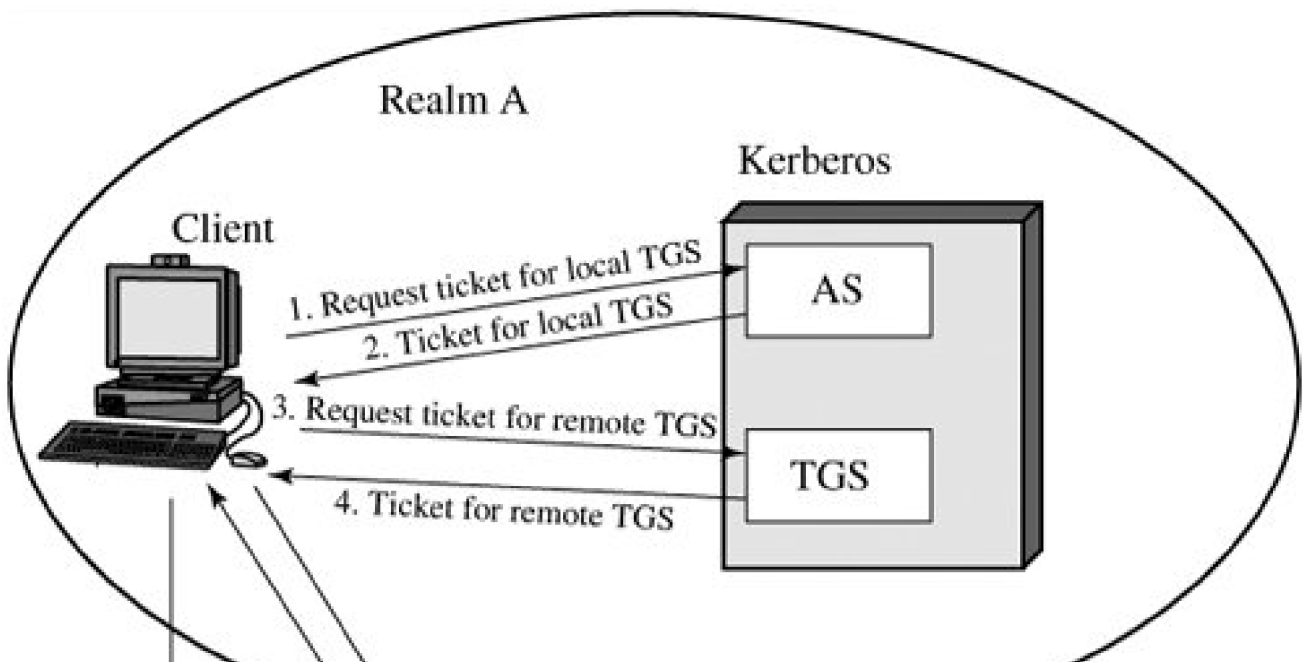 Realm A
Kerberos
Client
1. Request ticket for local TGS
AS
2. Ticket for local TGS
3. Request ticket for remote TGS
TGS
4. Ticket for remote TGS